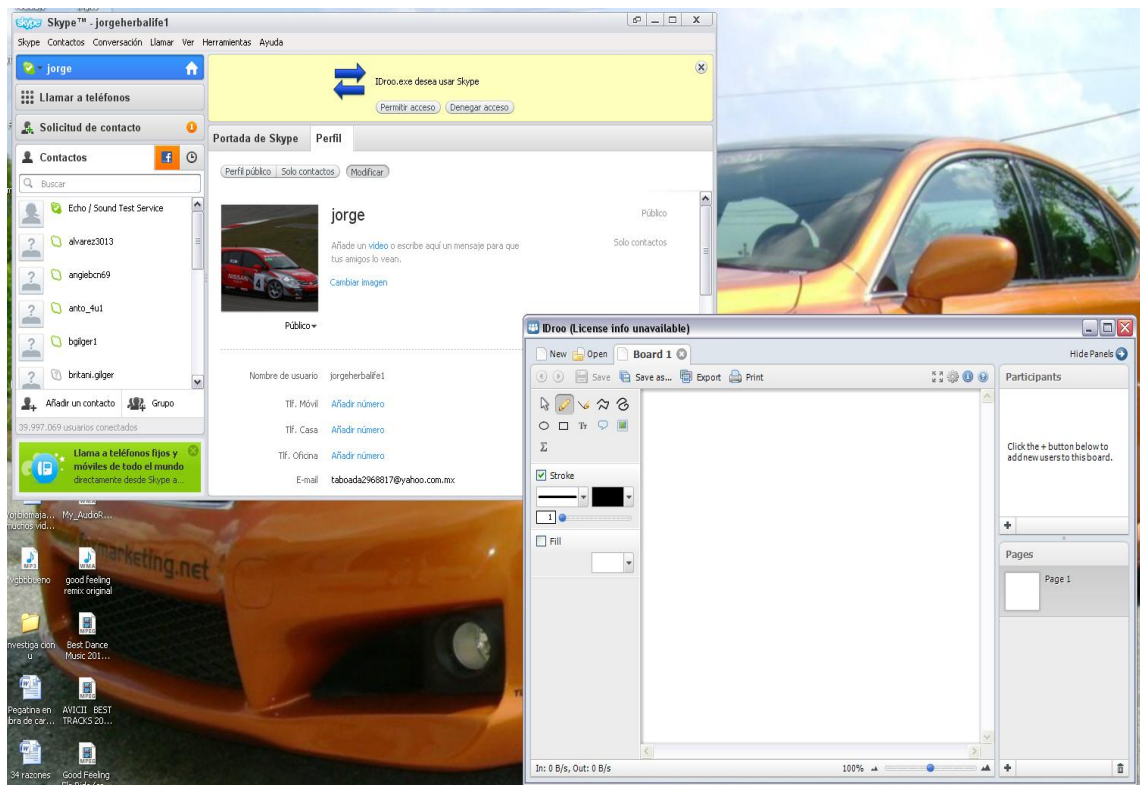 Skype™ - jorgeherbalife1
Skype Contactos Conversación Llamar Ver Herramientas Ayuda
jorge
Llamar a teléfonos
Solicitud de contacto 1
Contactos
Buscar
Echo / Sound Test Service
alvarez3013
angiebcn69
anto_4u1
bgilger1
britani.gilger
Añadir un contacto Grupo
39.997.069 usuarios conectados
Llama a teléfonos fijos y
móviles de todo el mundo
directamente desde Skype a...
IDroo.exe desea usar Skype
Permitir acceso Denegar acceso
Portada de Skype Perfil
Perfil público Solo contactos Modificar
jorge
Público
Añade un video o escribe aquí un mensaje para que
tus amigos lo vean.
Solo contactos
Cambiar imagen
Público
Nombre de usuario jorgeherbalife1
Tlf. Móvil Añadir número
Tlf. Casa Añadir número
Tlf. Oficina Añadir número
E-mail taboada2968817@yahoo.com.mx
IDroo (License info unavailable)
New Open Board 1 Hide Panels
Save Save as... Export Print
Participants
Click the + button below to
add new users to this board.
Stroke
1
Fill
Pages
Page 1
In: 0 B/s, Out: 0 B/s 100%
My_AudioR...
marketing.net
good feeling
remix original
Best Dance
Music 201...
Pegatina en
AVICII BEST
TRACKS 20...
34 razones
Good Feeling